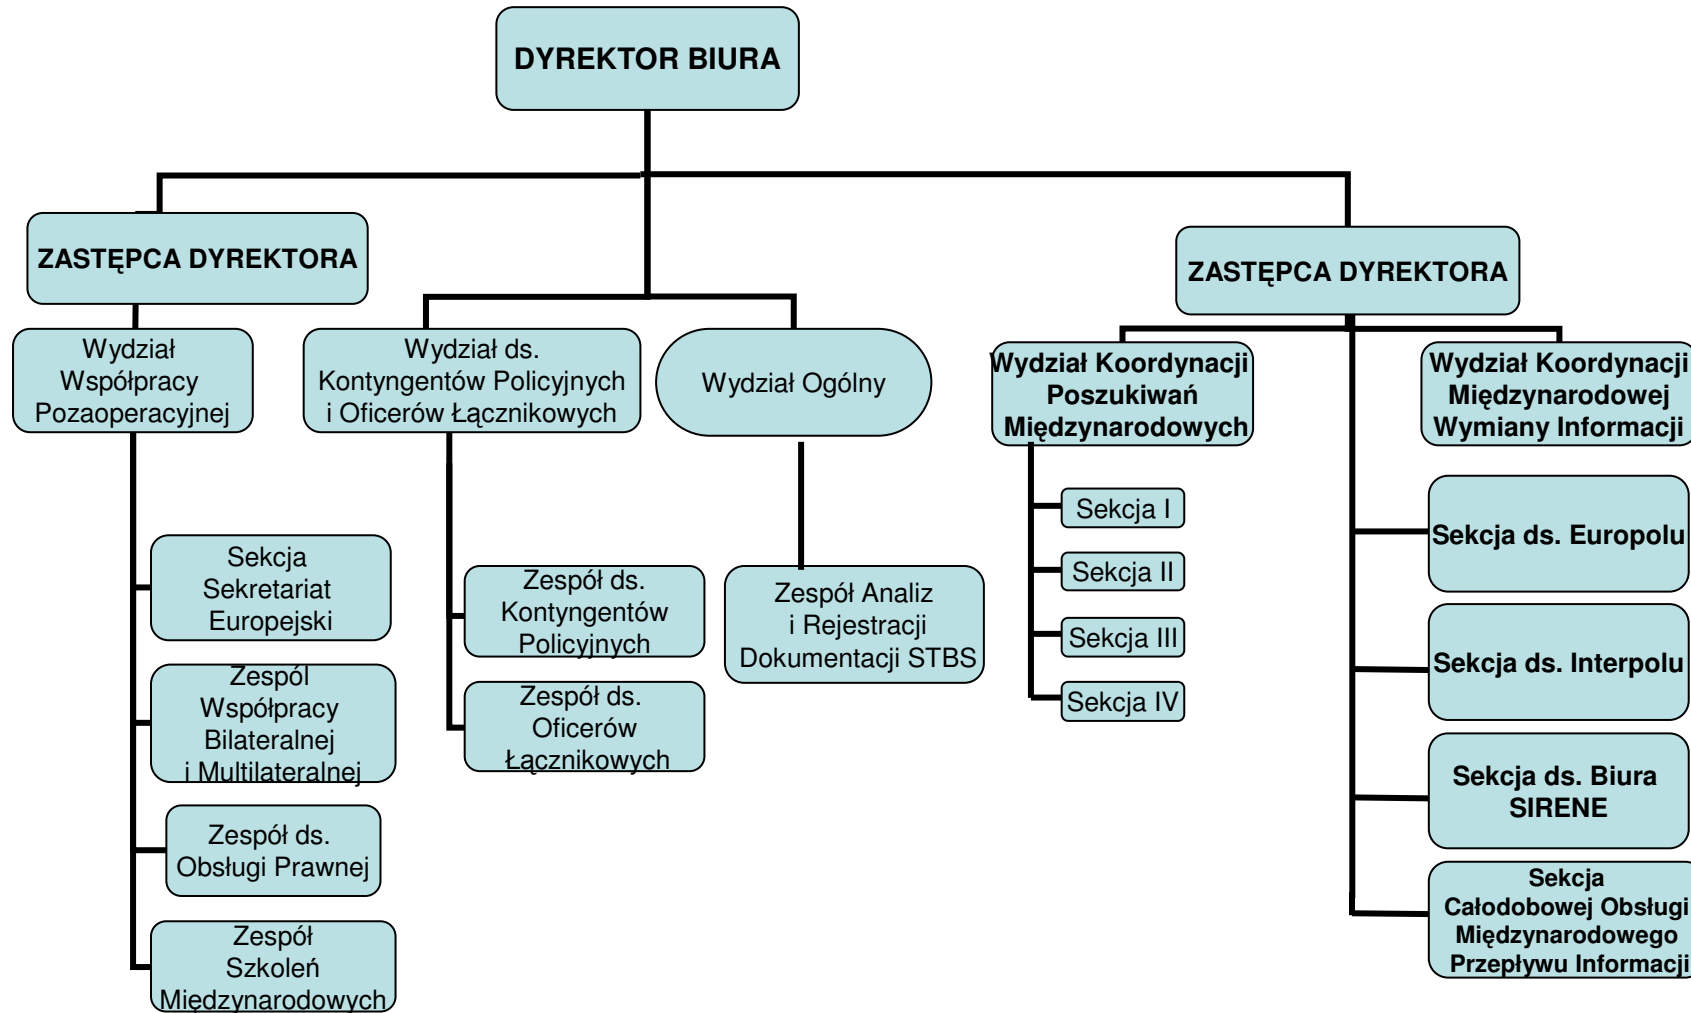 DYREKTOR BIURA
ZASTĘPCA DYREKTORA
ZASTĘPCA DYREKTORA
Wydział
Współpracy
Pozaoperacyjnej
Wydział ds.
Kontyngentów Policyjnych
i Oficerów Łącznikowych
Wydział Ogólny
Wydział Koordynacji
Poszukiwań
Międzynarodowych
Wydział Koordynacji
Międzynarodowej
Wymiany Informacji
Sekcja
Sekretariat
Europejski
Zespól
Współpracy
Bilateralnej
i Multilateralnej
Zespół ds.
Obsługi Prawnej
Zespół
Szkoleń
Międzynarodowych
Zespół ds.
Kontyngentów
Policyjnych
Zespół ds.
Oficerów
Łącznikowych
Zespół Analiz
i Rejestracji
Dokumentacji STBS
Sekcja I
Sekcja II
Sekcja III
Sekcja IV
Sekcja ds. Europolu
Sekcja ds. Interpolu
Sekcja ds. Biura
SIRENE
Sekcja
Całodobowej Obsługi
Międzynarodowego
Przepływu Informacji